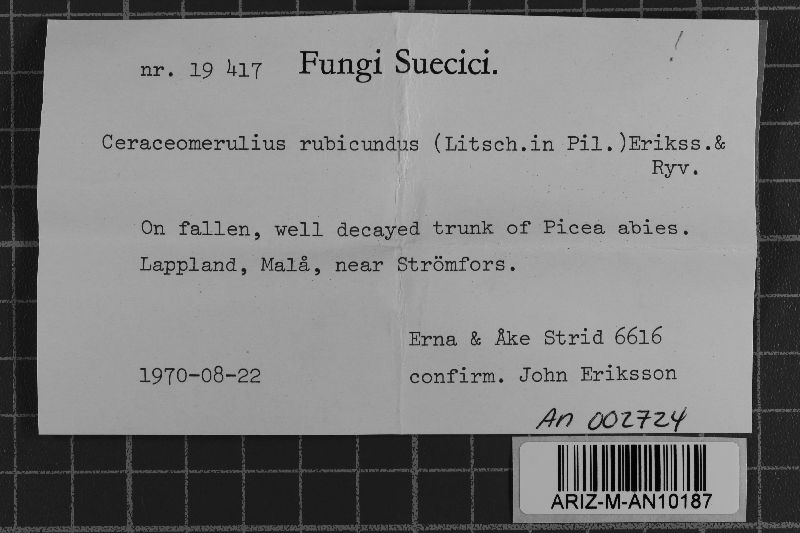 nr. 19 417 Fungi Suecici. !
Ceraceomerulius rubicundus (Litsch.in Pil.)Erikss.&
Ryv.
On fallen, well decayed trunk of Picea abies.
Lappland, Malå, near Strömfors.
Erna & Åke Strid 6616
1970-08-22 confirm. John Eriksson
An 002724
ARIZ-M-AN10187